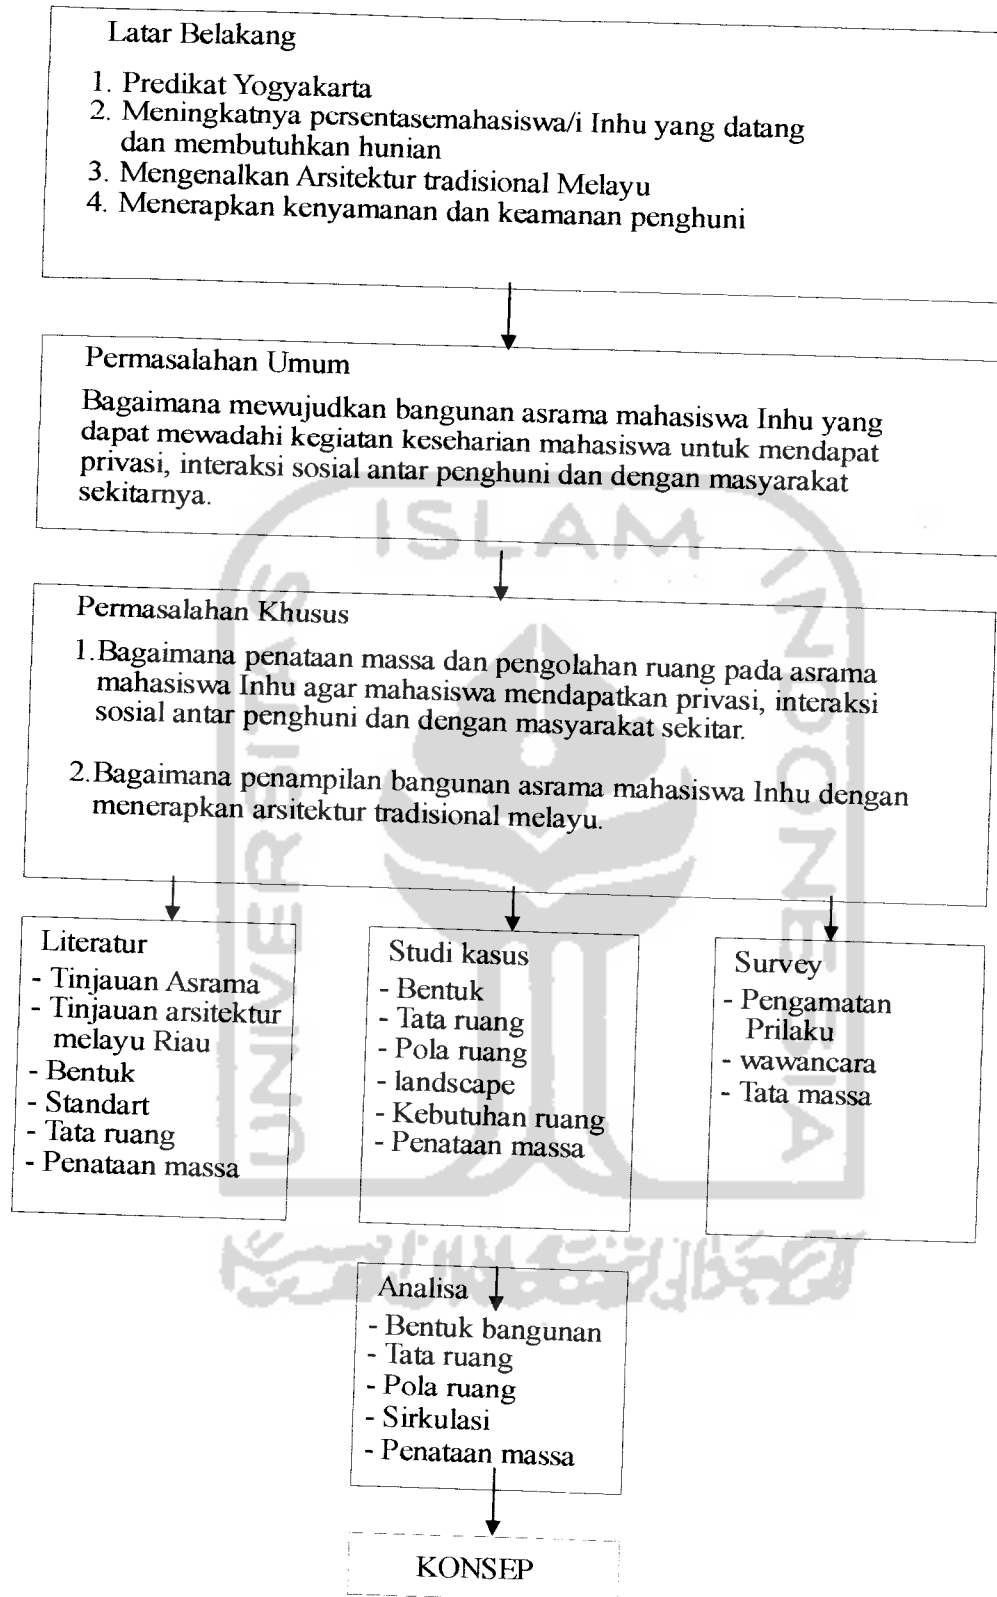 Latar Belakang
1. Predikat Yogyakarta
2. Meningkatnya persentasemahasiswa/i Inhu yang datang
dan membutuhkan hunian
3. Mengenalkan Arsitektur tradisional Melayu
4. Menerapkan kenyamanan dan keamanan penghuni
Permasalahan Umum
Bagaimana mewujudkan bangunan asrama mahasiswa Inhu yang
dapat mewadahi kegiatan keseharian mahasiswa untuk mendapat
privasi, interaksi sosial antar penghuni dan dengan masyarakat
sekitarnya.
Permasalahan Khusus
1.Bagaimana penataan massa dan pengolahan ruang pada asrama
mahasiswa Inhu agar mahasiswa mendapatkan privasi, interaksi
sosial antar penghuni dan dengan masyarakat sekitar.
2.Bagaimana penampilan bangunan asrama mahasiswa Inhu dengan
menerapkan arsitektur tradisional melayu.
Literatur
- Tinjauan Asrama
- Tinjauan arsitektur
melayu Riau
- Bentuk
- Standart
- Tata ruang
- Penataan massa
Studi kasus
- Bentuk
- Tata ruang
- Pola ruang
- landscape
- Kebutuhan ruang
- Penataan massa
Survey
- Pengamatan
Prilaku
- wawancara
- Tata massa
Analisa
- Bentuk bangunan
- Tata ruang
- Pola ruang
- Sirkulasi
- Penataan massa
KONSEP
UNIVERSITAS
ISLAM
INDONESIA